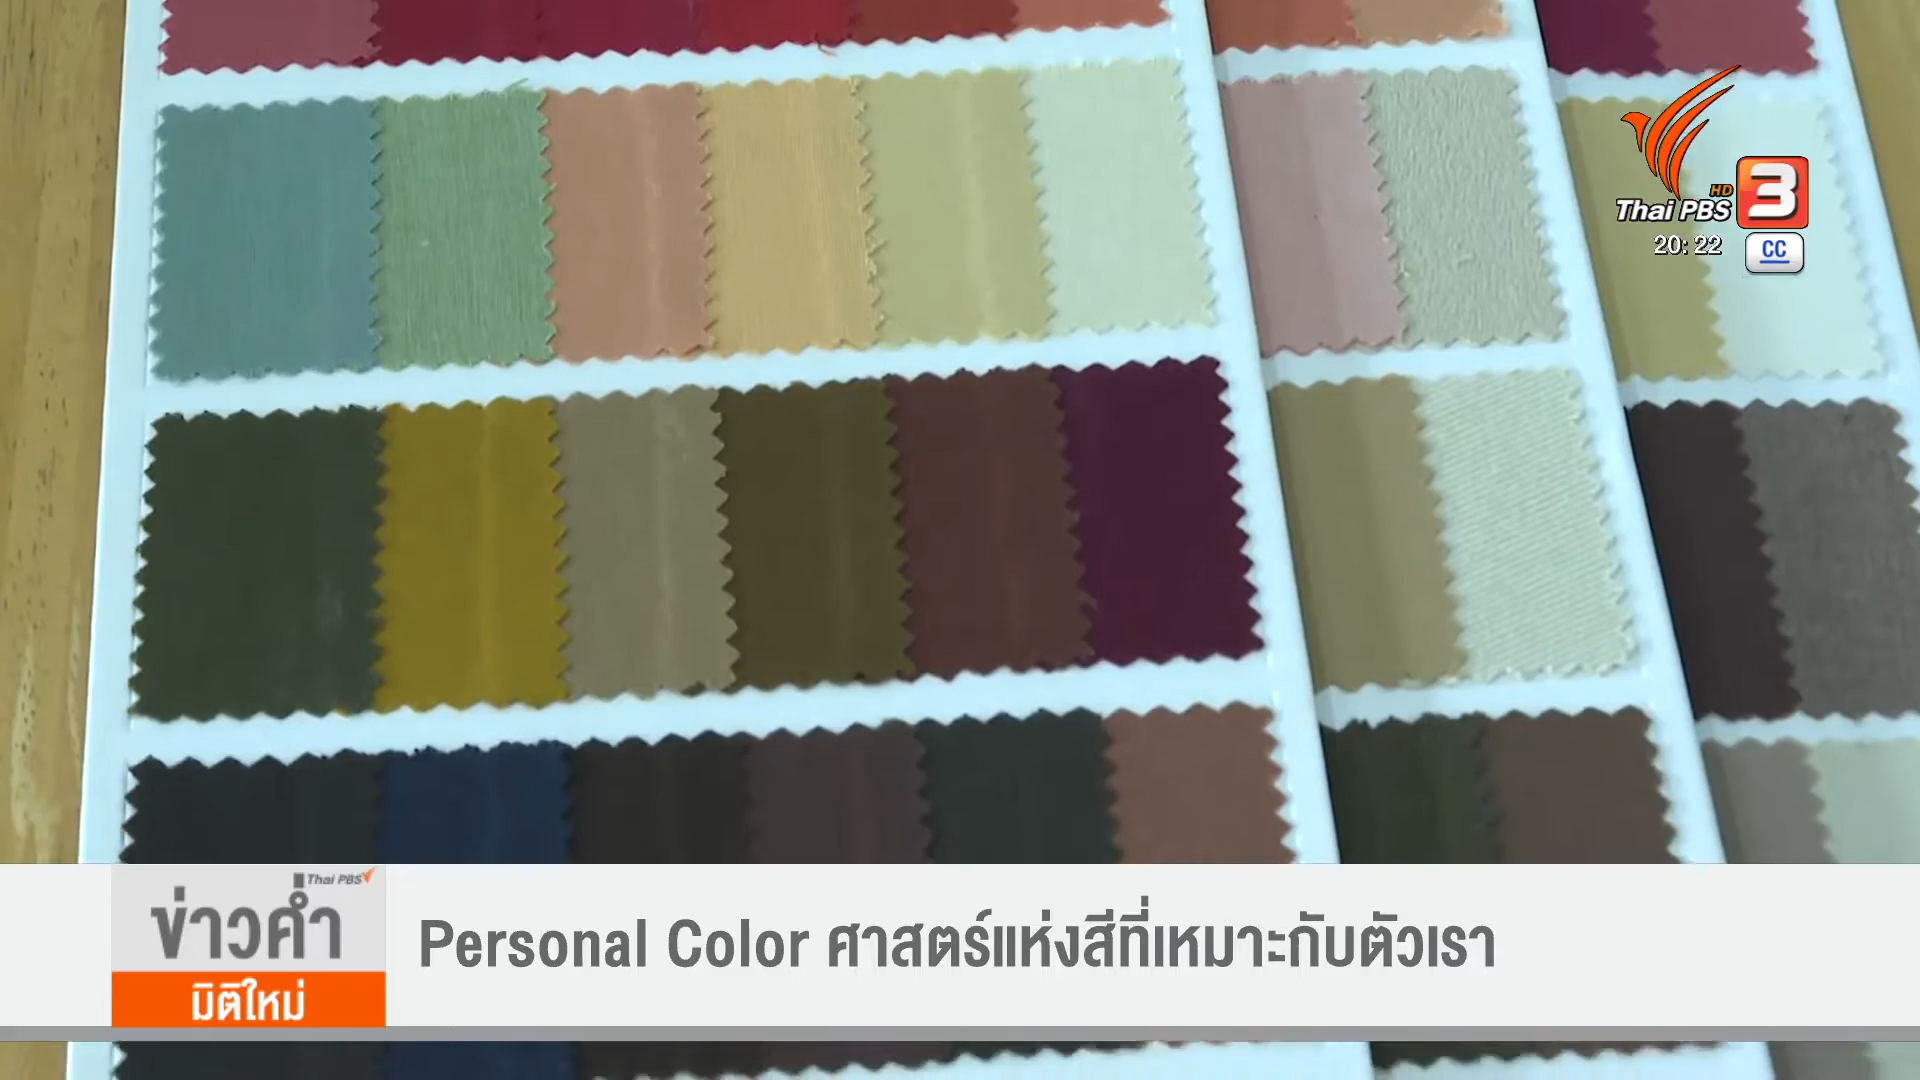 HD
Thai PBS 3
20:22
CC
Thai PBS
ข่าวค่ำ
มิติใหม่
Personal Color ศาสตร์แห่งสีที่เหมาะกับตัวเรา